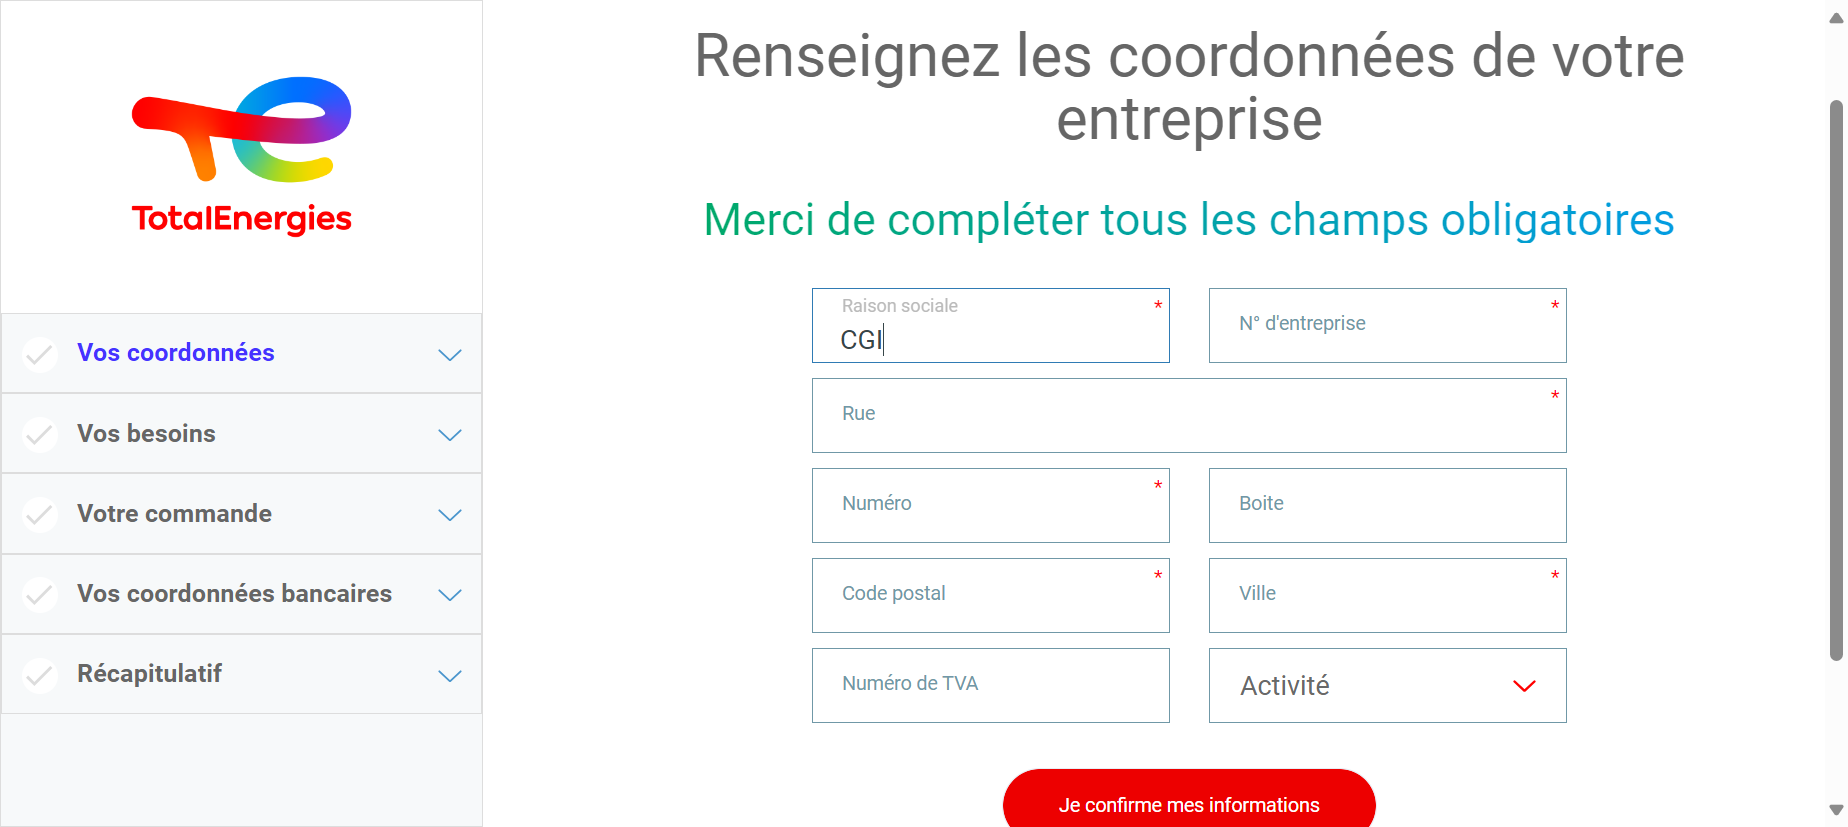 TotalEnergies
Vos coordonnées
Vos besoins
Votre commande
Vos coordonnées bancaires
Récapitulatif
Renseignez les coordonnées de votre
entreprise
Merci de compléter tous les champs obligatoires
Raison sociale *
CGI
N° d'entreprise *
Rue *
Numéro *
Boite
Code postal *
Ville *
Numéro de TVA
Activité
Je confirme mes informations